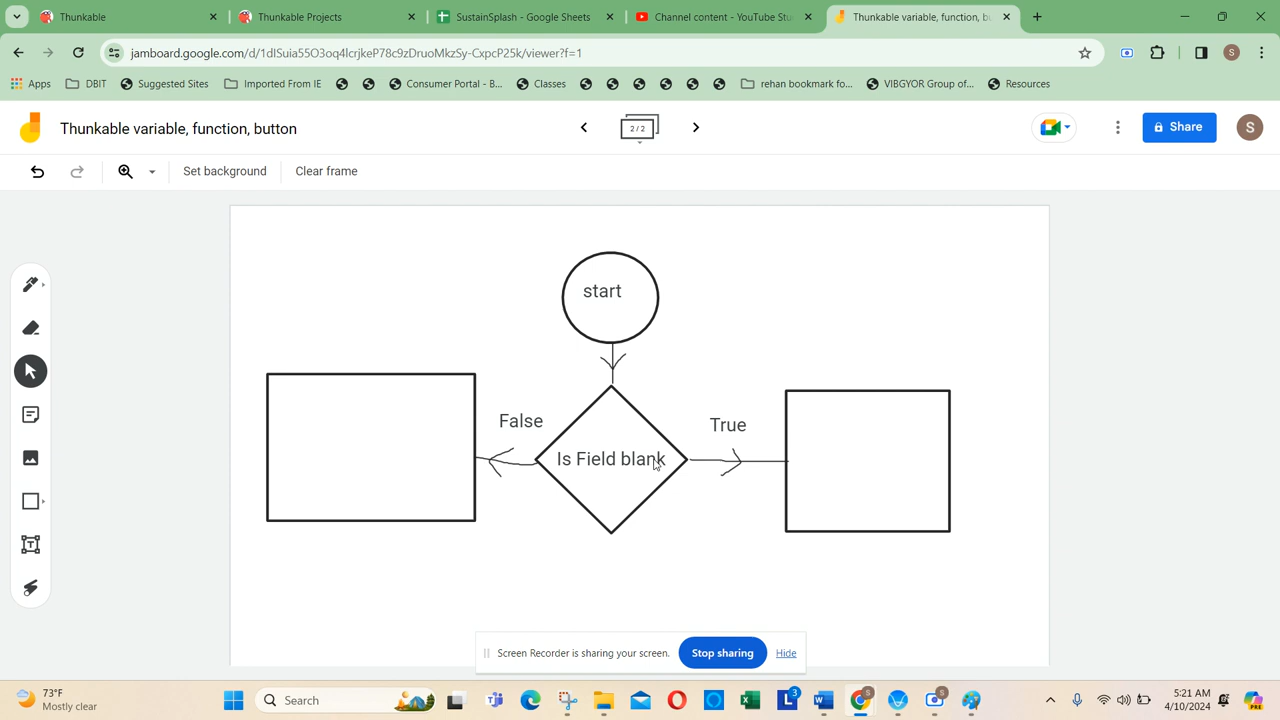 Thunkable
Thunkable Projects
SustainSplash - Google Sheets
Channel content - YouTube Stu
Thunkable variable, function, bu
jamboard.google.com/d/1dISuia55O3oq4lcrjkeP78c9zDruoMkzSy-CxpcP25k/viewer?f=1
S
Apps
DBIT
Suggested Sites
Imported From IE
Consumer Portal - B...
Classes
rehan bookmark fo...
VIBGYOR Group of...
Resources
Thunkable variable, function, button
2 / 2
Share
S
Set background
Clear frame
start
False
True
Is Field blank
Screen Recorder is sharing your screen.
Stop sharing
Hide
73°F
Mostly clear
Search
3
5:21 AM
4/10/2024